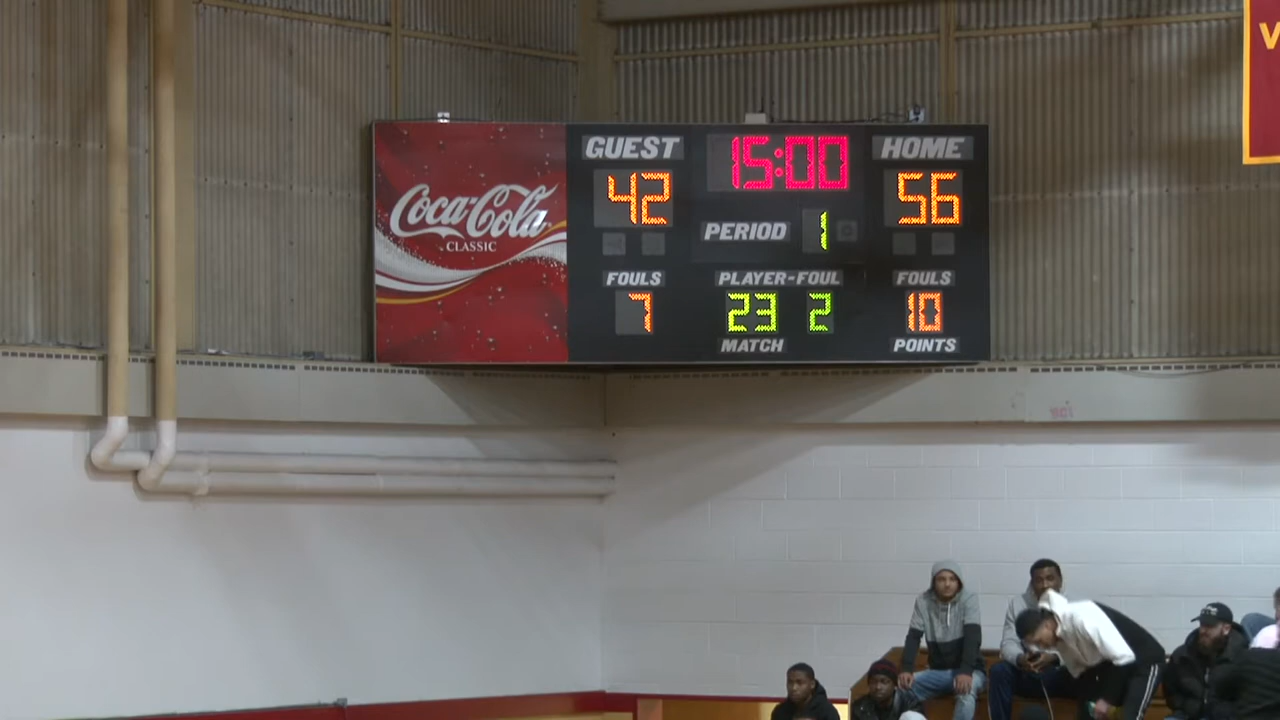 Coca-Cola
CLASSIC
GUEST 15:00 HOME
42 56
PERIOD 1
FOULS PLAYER-FOUL FOULS
7 23 2 10
MATCH POINTS
V